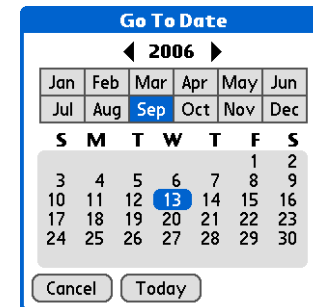 Go To Date
2006
Jan Feb Mar Apr May Jun
Jul Aug Sep Oct Nov Dec
S M T W T F S
1 2
3 4 5 6 7 8 9
10 11 12 13 14 15 16
17 18 19 20 21 22 23
24 25 26 27 28 29 30
Cancel Today